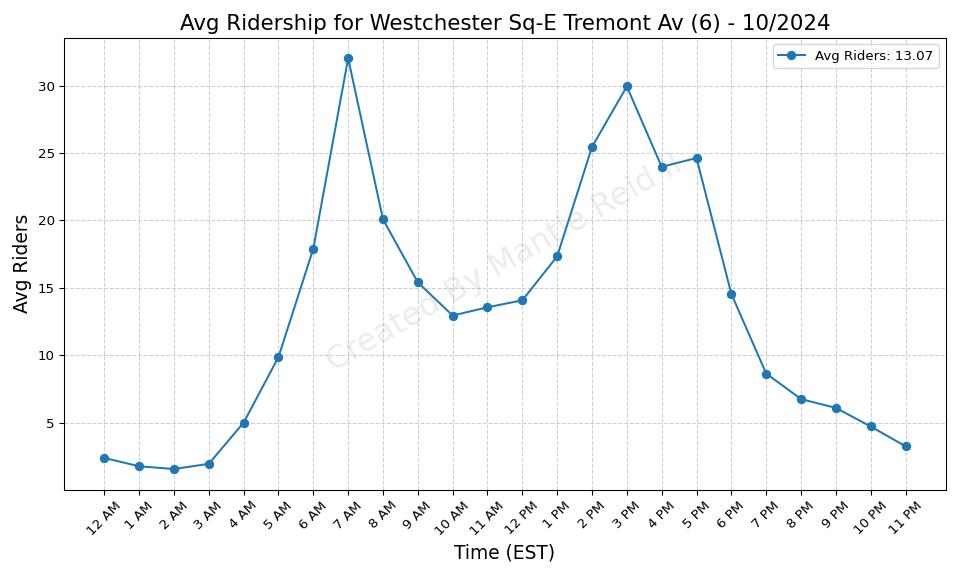 Avg Ridership for Westchester Sq-E Tremont Av (6) - 10/2024
Avg Riders: 13.07
Avg Riders
30
25
20
15
10
5
Created By Mantie Reid II
12 AM
1 AM
2 AM
3 AM
4 AM
5 AM
6 AM
7 AM
8 AM
9 AM
10 AM
11 AM
12 PM
1 PM
2 PM
3 PM
4 PM
5 PM
6 PM
7 PM
8 PM
9 PM
10 PM
11 PM
Time (EST)